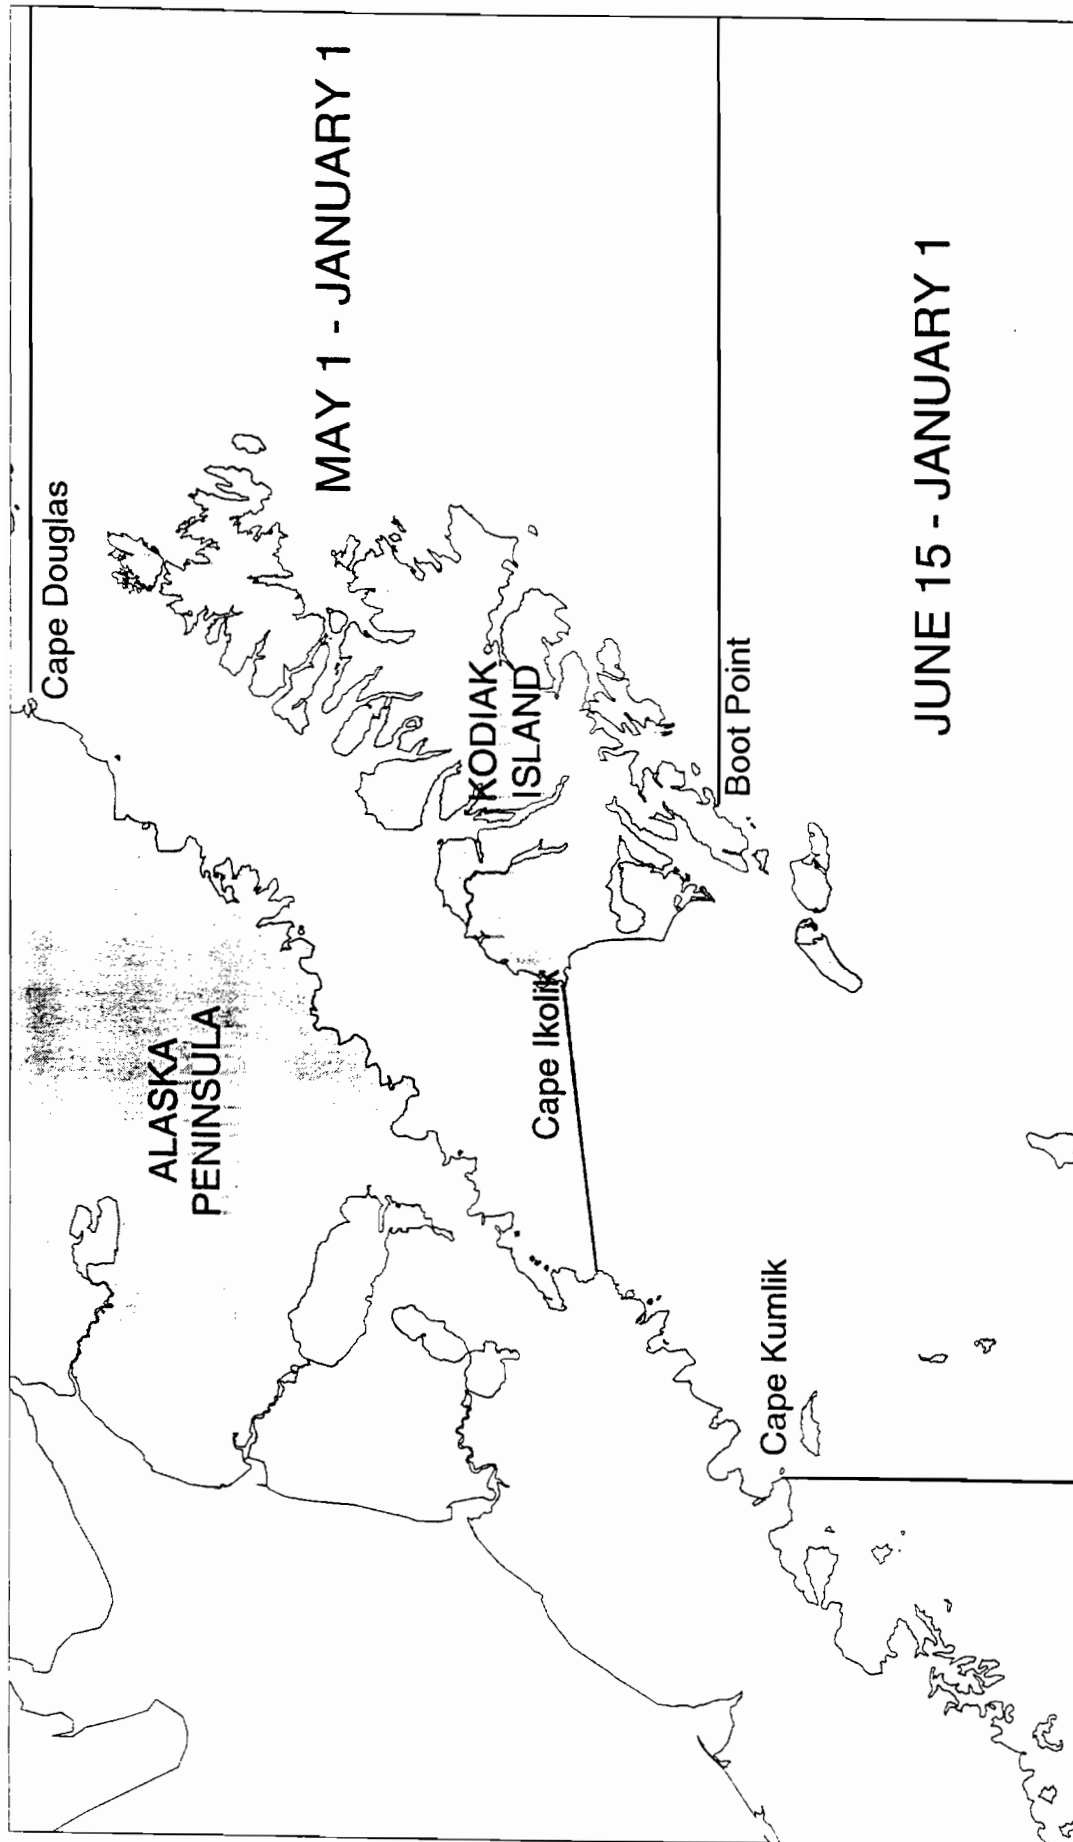 Cape Douglas
MAY 1 - JANUARY 1
ALASKA
PENINSULA
KODIAK
ISLAND
Cape Ikolik
Boot Point
Cape Kumlik
JUNE 15 - JANUARY 1